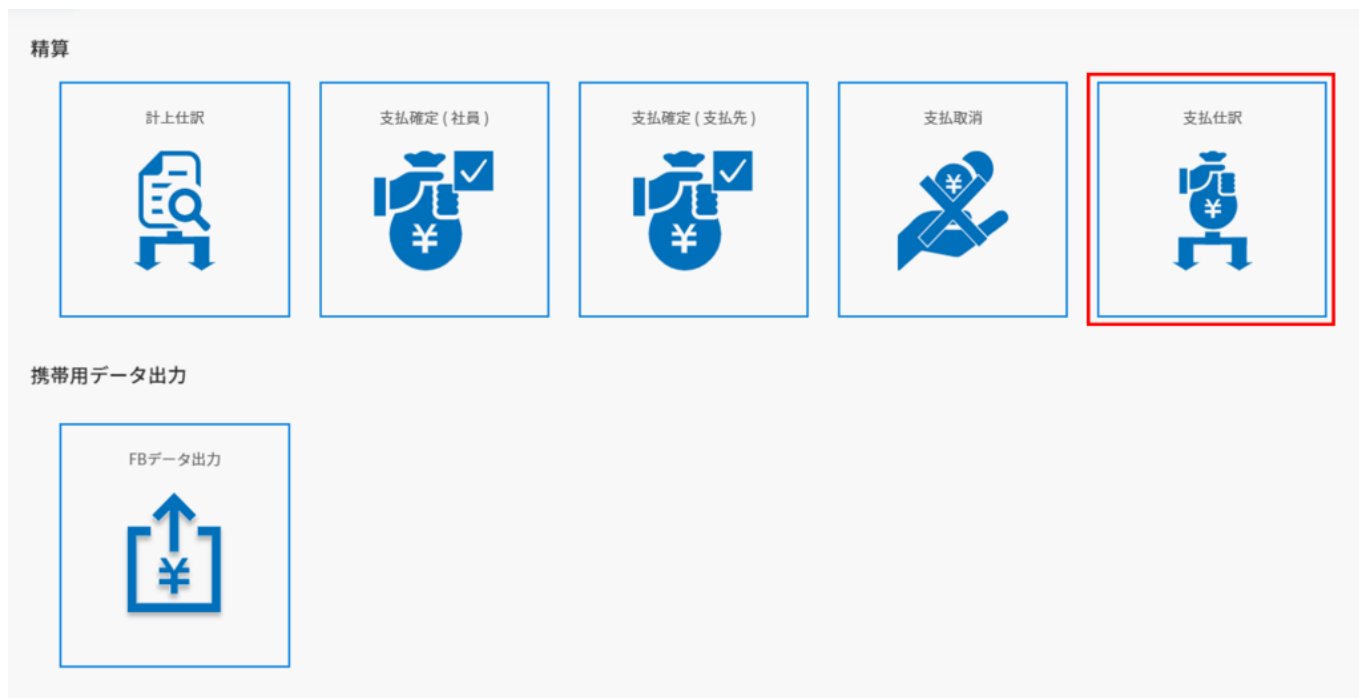 精算
計上仕訳
支払確定 ( 社員 )
支払確定 ( 支払先 )
支払取消
支払仕訳
¥
¥
¥
¥
携帯用データ出力
FBデータ出力
¥